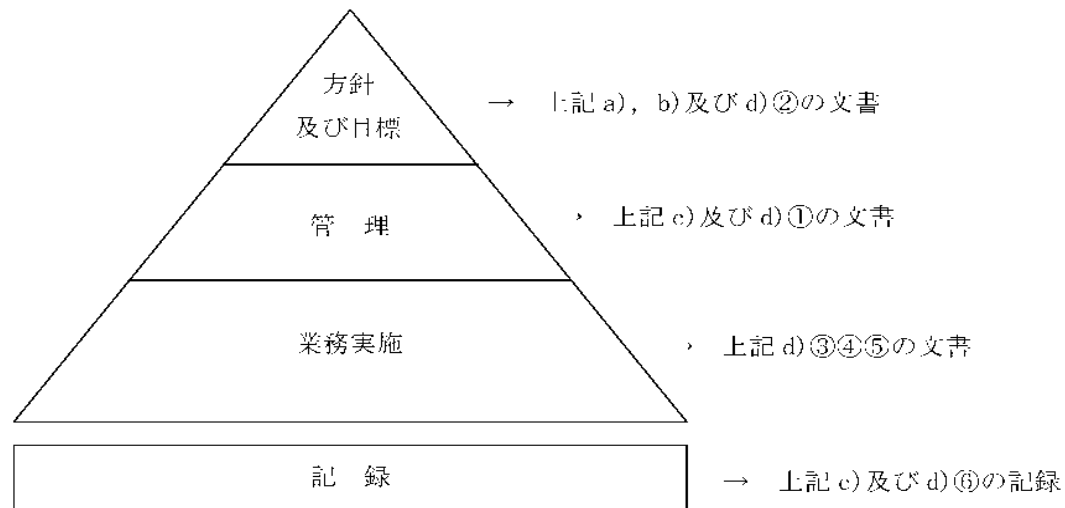 方針
及び目標
→ 上記 a), b)及び d)②の文書
管 理
→ 上記 c)及び d)①の文書
業務実施
→ 上記 d)③④⑤の文書
記 録
→ 上記 c)及び d)⑥の記録